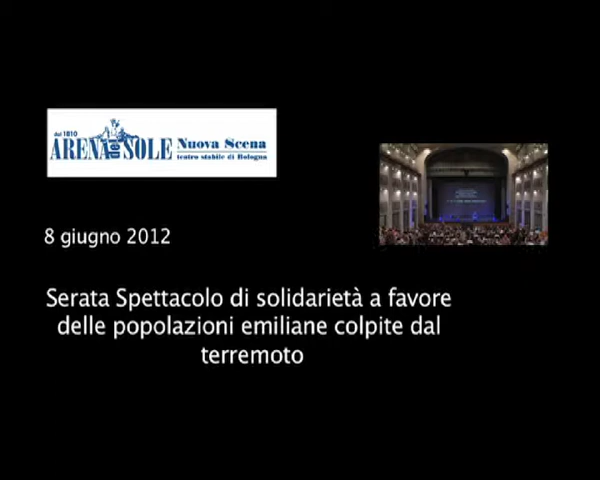 dal 1810
ARENA del SOLE
Nuova Scena
teatro stabile di Bologna
8 giugno 2012
Serata Spettacolo di solidarietà a favore
delle popolazioni emiliane colpite dal
terremoto